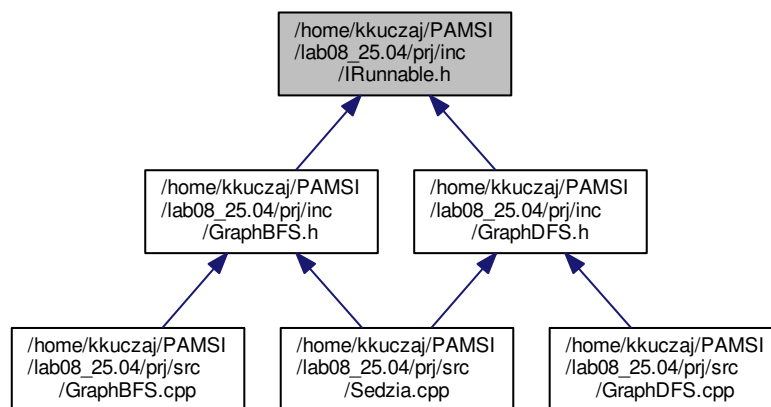 /home/kkuczaj/PAMSI
/lab08_25.04/prj/inc
/IRunnable.h
/home/kkuczaj/PAMSI
/lab08_25.04/prj/inc
/GraphBFS.h
/home/kkuczaj/PAMSI
/lab08_25.04/prj/inc
/GraphDFS.h
/home/kkuczaj/PAMSI
/lab08_25.04/prj/src
/GraphBFS.cpp
/home/kkuczaj/PAMSI
/lab08_25.04/prj/src
/Sedzia.cpp
/home/kkuczaj/PAMSI
/lab08_25.04/prj/src
/GraphDFS.cpp